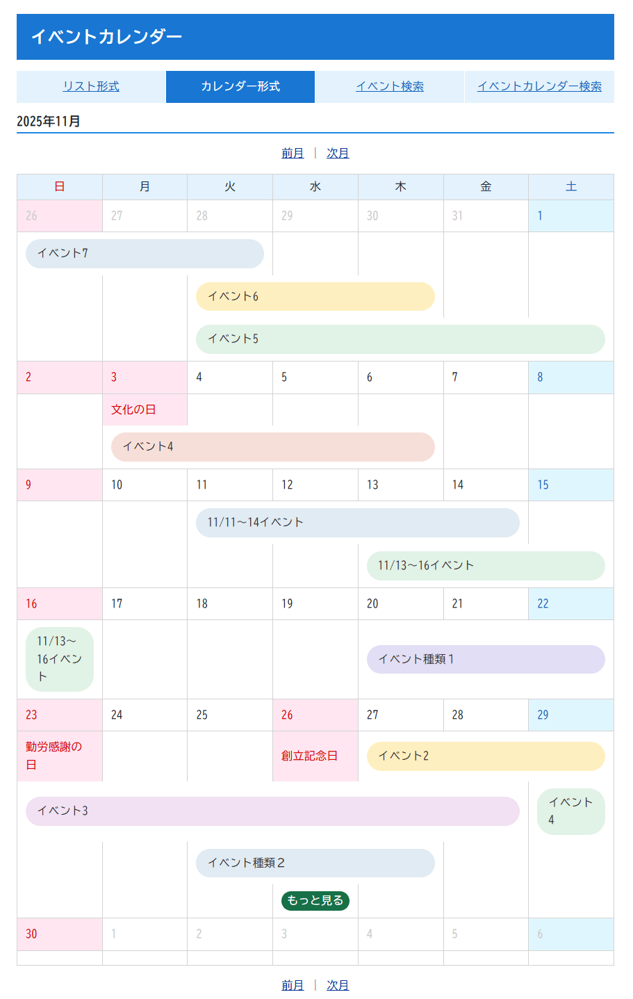 イベントカレンダー
リスト形式 カレンダー形式 イベント検索 イベントカレンダー検索
2025年11月
前月 | 次月
日 月 火 水 木 金 土
26 27 28 29 30 31 1
イベント7
イベント6
イベント5
2 3 4 5 6 7 8
文化の日
イベント4
9 10 11 12 13 14 15
11/11～14イベント
11/13～16イベント
16 17 18 19 20 21 22
11/13～
16イベン
ト
イベント種類１
23 24 25 26 27 28 29
勤労感謝の
日
創立記念日
イベント2
イベント3
イベント
4
イベント種類２
もっと見る
30 1 2 3 4 5 6
前月 | 次月